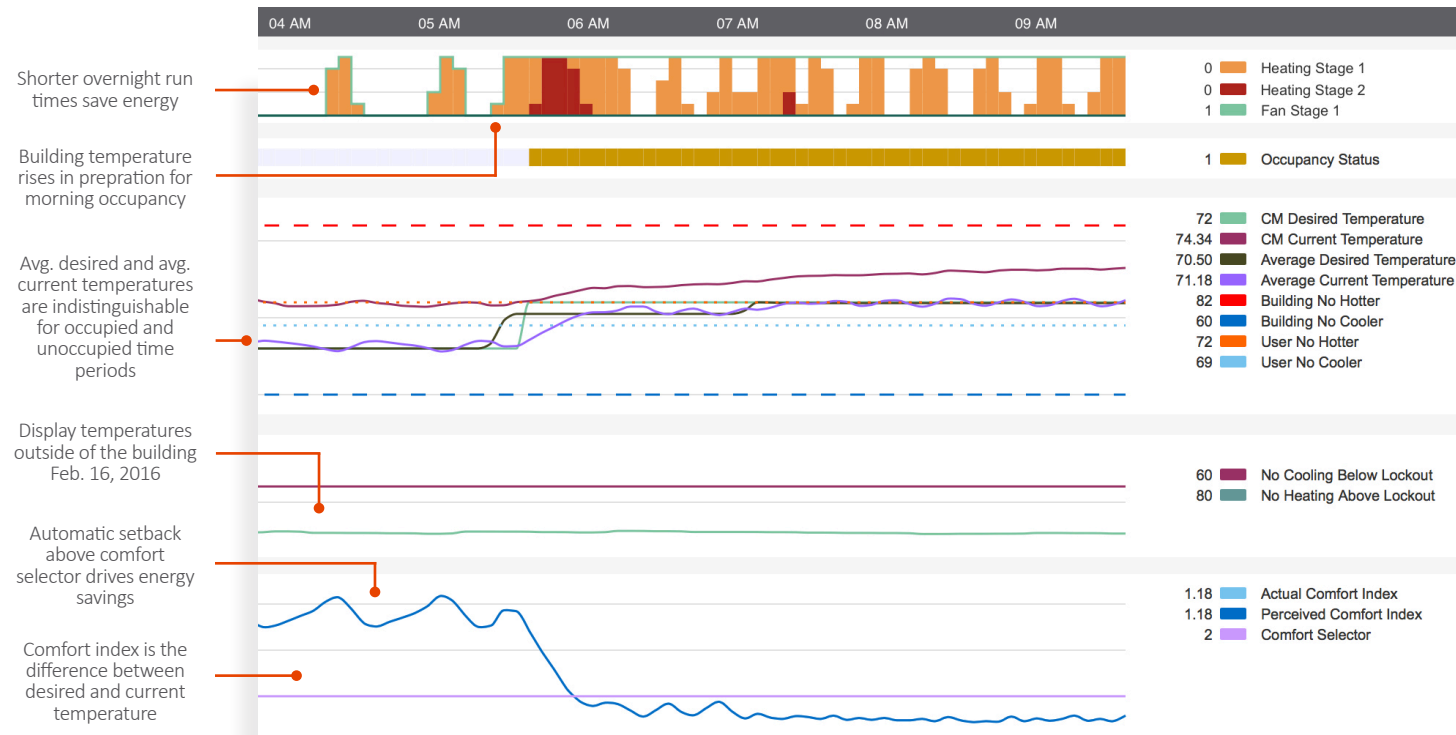 04 AM 05 AM 06 AM 07 AM 08 AM 09 AM
Shorter overnight run
times save energy
0 Heating Stage 1
0 Heating Stage 2
1 Fan Stage 1
Building temperature
rises in prepration for
morning occupancy
1 Occupancy Status
Avg. desired and avg.
current temperatures
are indistinguishable
for occupied and
unoccupied time
periods
72 CM Desired Temperature
74.34 CM Current Temperature
70.50 Average Desired Temperature
71.18 Average Current Temperature
82 Building No Hotter
60 Building No Cooler
72 User No Hotter
69 User No Cooler
Display temperatures
outside of the building
Feb. 16, 2016
60 No Cooling Below Lockout
80 No Heating Above Lockout
Automatic setback
above comfort
selector drives energy
savings
1.18 Actual Comfort Index
1.18 Perceived Comfort Index
2 Comfort Selector
Comfort index is the
difference between
desired and current
temperature